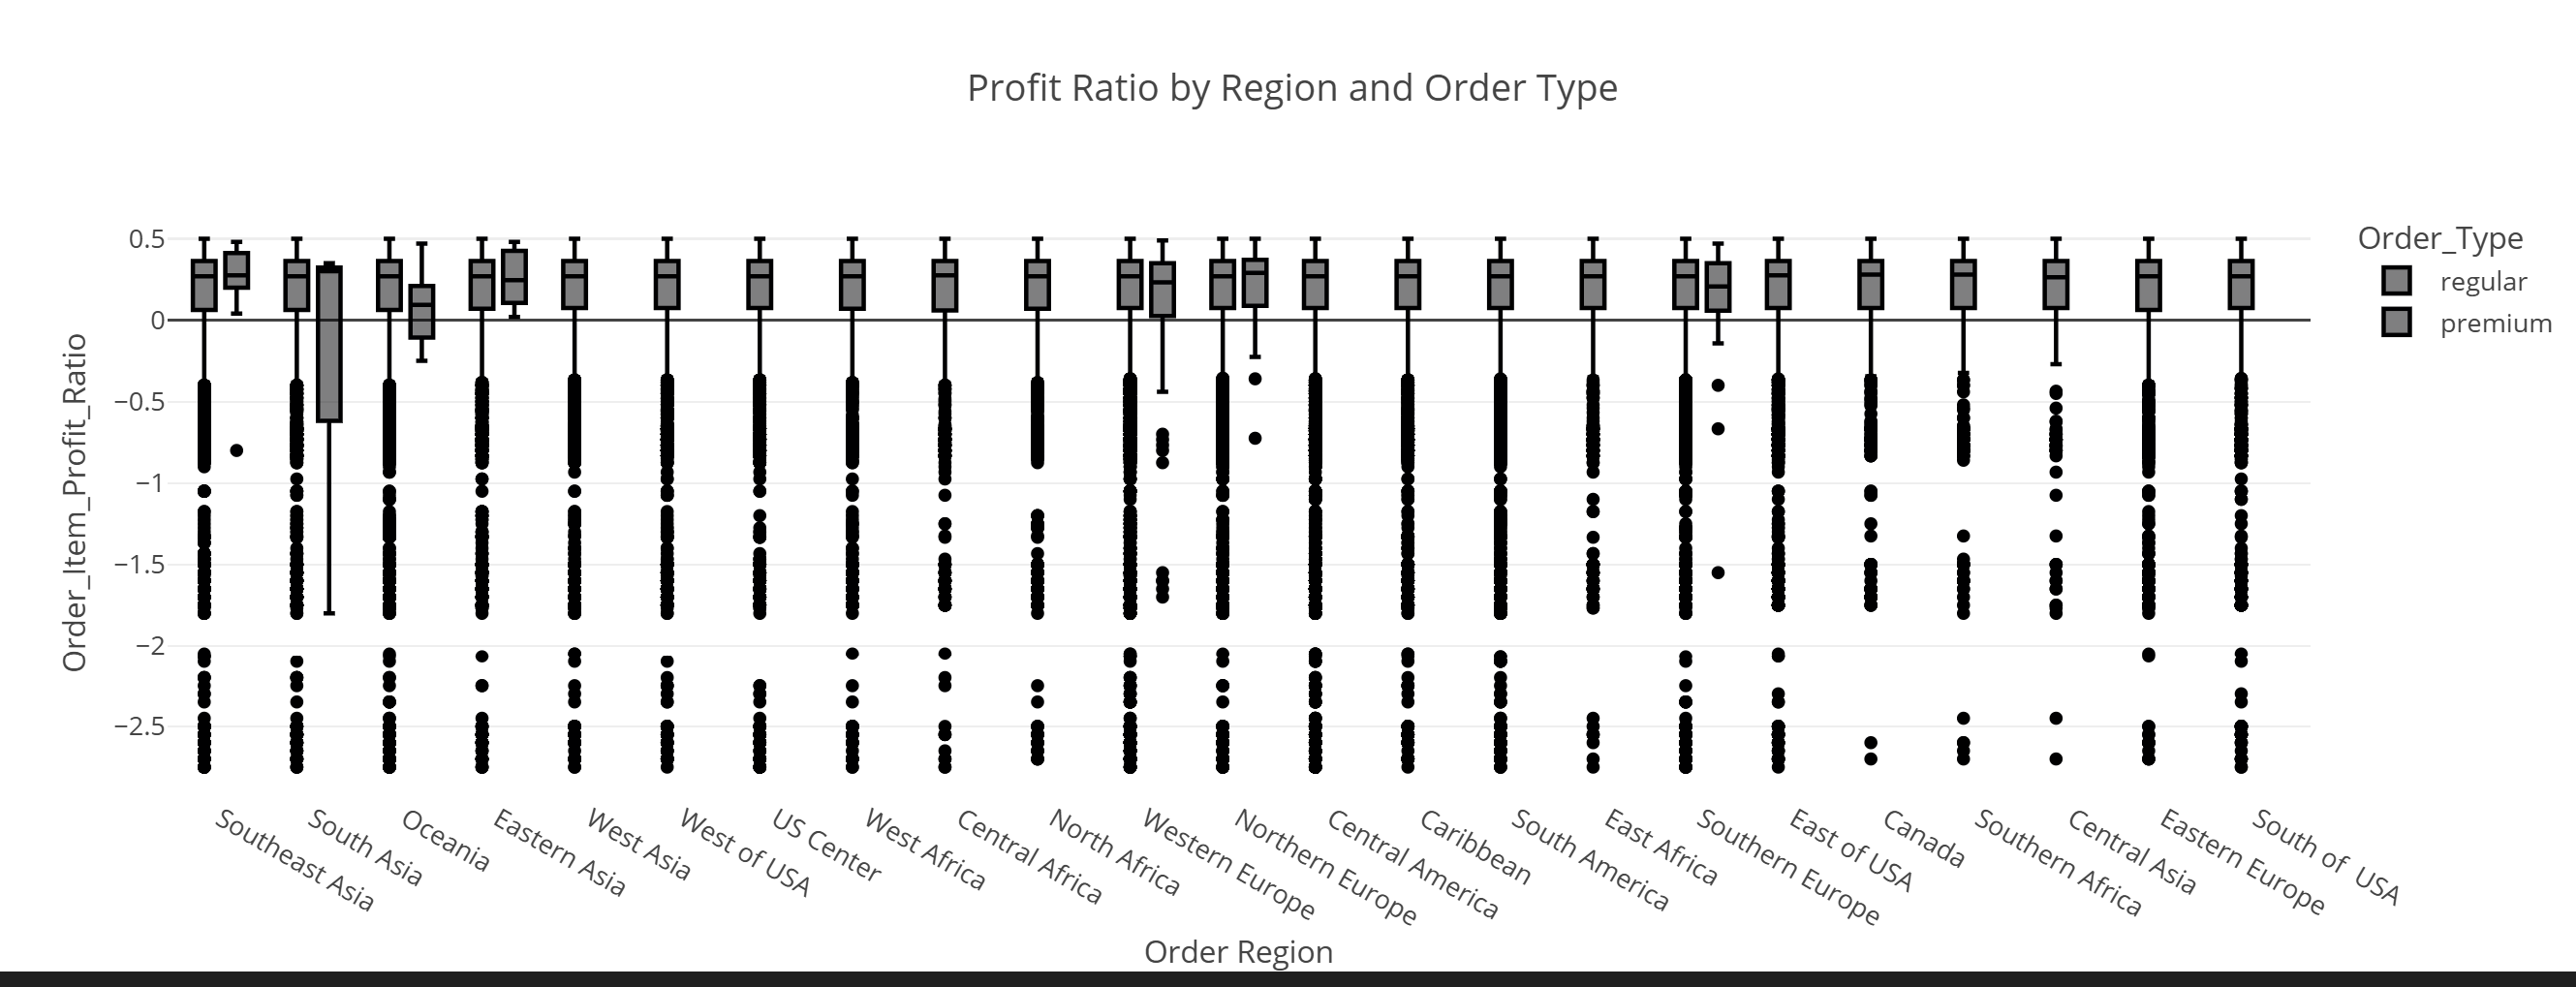 Profit Ratio by Region and Order Type
Order_Item_Profit_Ratio
0.5
0
−0.5
−1
−1.5
−2
−2.5
Order_Type
regular
premium
Southeast Asia
South Asia
Oceania
Eastern Asia
West Asia
West of USA
US Center
West Africa
Central Africa
North Africa
Western Europe
Northern Europe
Central America
Caribbean
South America
East Africa
Southern Europe
East of USA
Canada
Southern Africa
Central Asia
Eastern Europe
South of  USA
Order Region